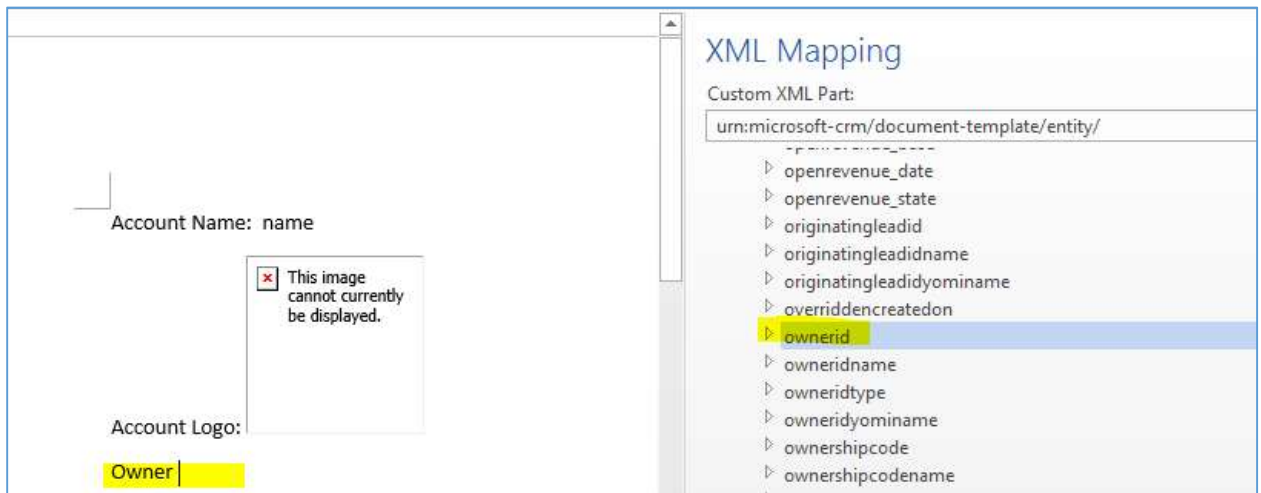 XML Mapping
Custom XML Part:
urn:microsoft-crm/document-template/entity/
openrevenue_date
openrevenue_state
originatingleadid
originatingleadidname
originatingleadidyominame
overriddencreatedon
ownerid
owneridname
owneridtype
owneridyominame
ownershipcode
ownershipcodename
Account Name: name
This image
cannot currently
be displayed.
Account Logo:
Owner